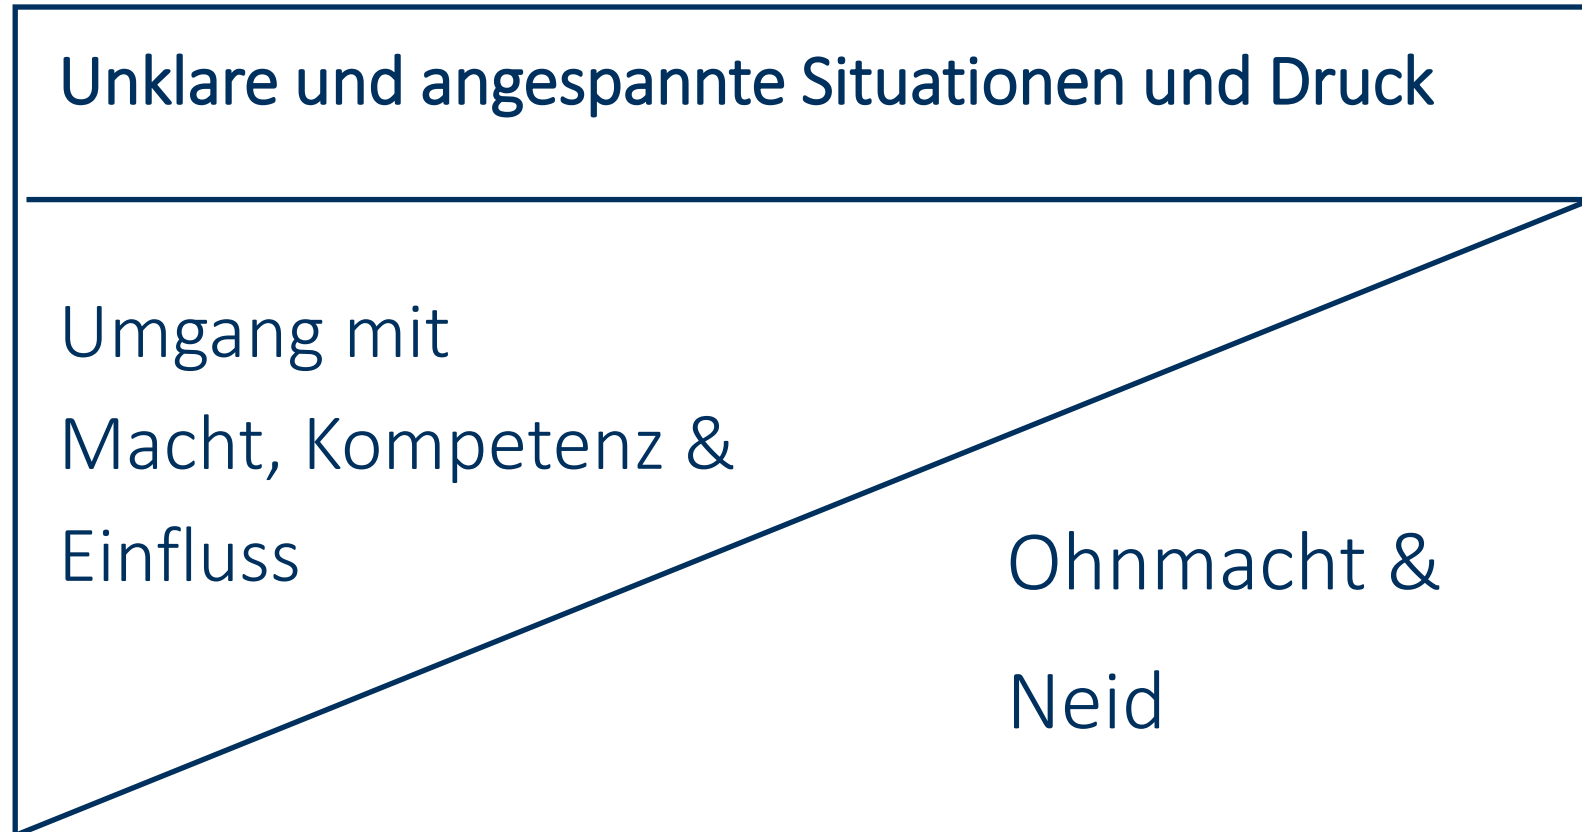 Unklare und angespannte Situationen und Druck
Umgang mit
Macht, Kompetenz &
Einfluss
Ohnmacht &
Neid